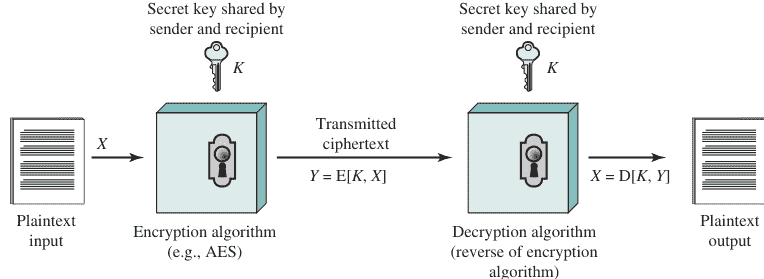 Secret key shared by
sender and recipient
K
Secret key shared by
sender and recipient
K
X
Transmitted
ciphertext
Y = E[K, X]
X = D[K, Y]
Plaintext
input
Encryption algorithm
(e.g., AES)
Decryption algorithm
(reverse of encryption
algorithm)
Plaintext
output